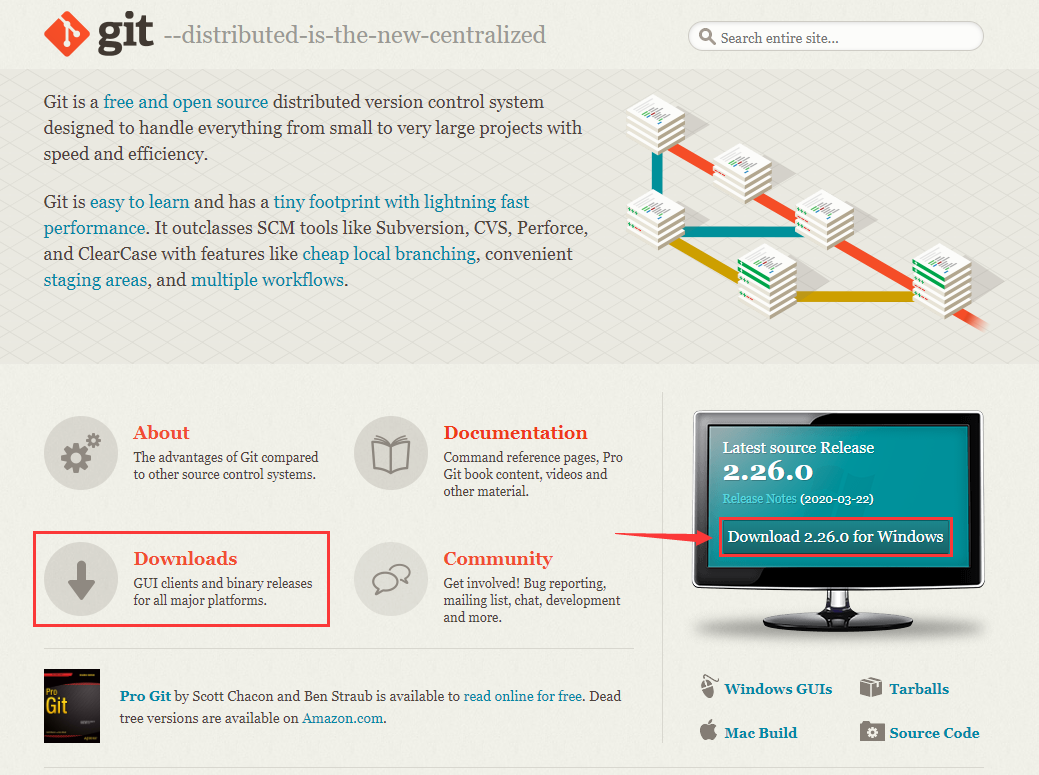 git --distributed-is-the-new-centralized
Search entire site...
Git is a free and open source distributed version control system
designed to handle everything from small to very large projects with
speed and efficiency.
Git is easy to learn and has a tiny footprint with lightning fast
performance. It outclasses SCM tools like Subversion, CVS, Perforce,
and ClearCase with features like cheap local branching, convenient
staging areas, and multiple workflows.
About
The advantages of Git compared
to other source control systems.
Documentation
Command reference pages, Pro
Git book content, videos and
other material.
Downloads
GUI clients and binary releases
for all major platforms.
Community
Get involved! Bug reporting,
mailing list, chat, development
and more.
Latest source Release
2.26.0
Release Notes (2020-03-22)
Download 2.26.0 for Windows
Windows GUIs
Tarballs
Mac Build
Source Code
Pro
Git
Pro Git by Scott Chacon and Ben Straub is available to read online for free. Dead
tree versions are available on Amazon.com.